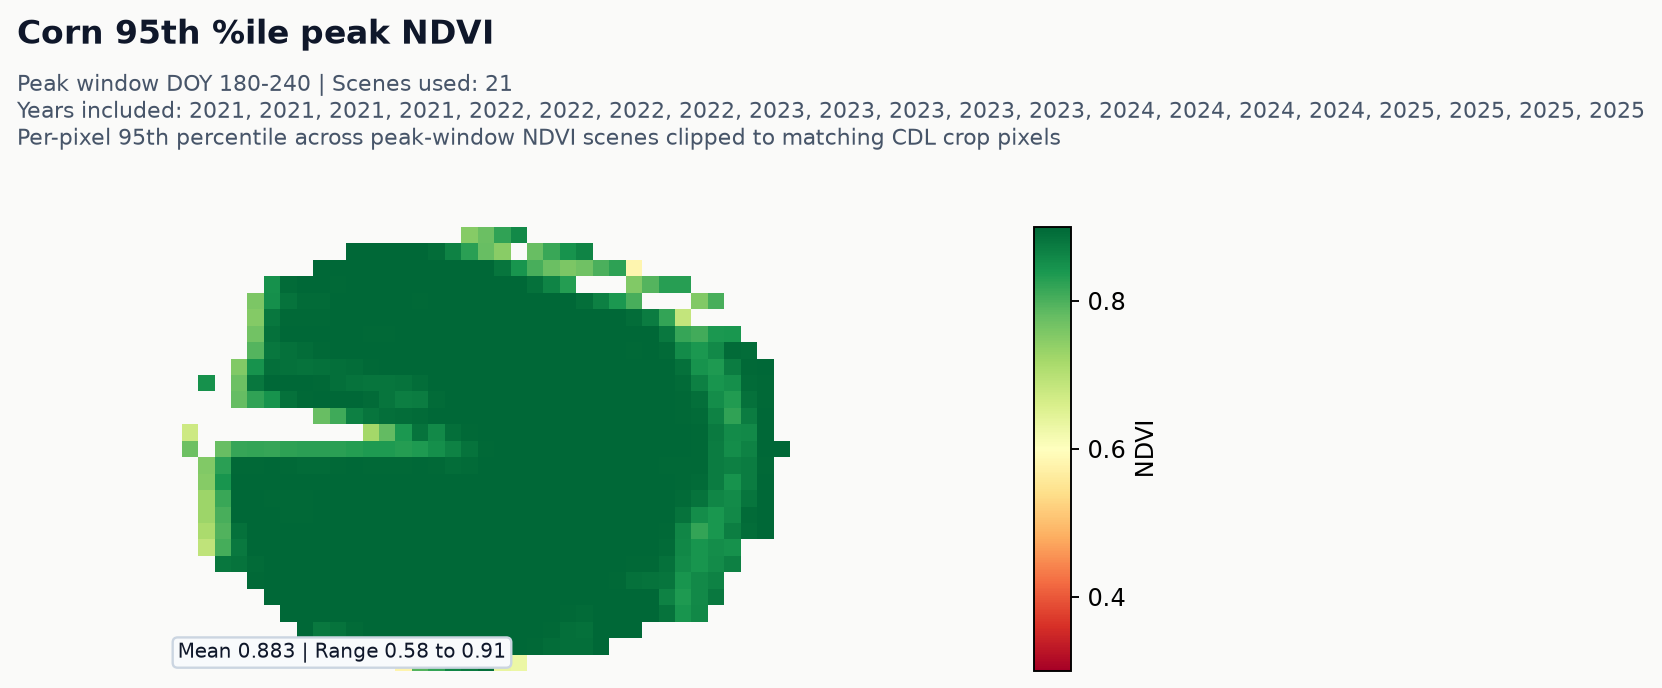 Corn 95th %ile peak NDVI
Peak window DOY 180-240 | Scenes used: 21
Years included: 2021, 2021, 2021, 2021, 2022, 2022, 2022, 2022, 2023, 2023, 2023, 2023, 2023, 2024, 2024, 2024, 2024, 2025, 2025, 2025, 2025
Per-pixel 95th percentile across peak-window NDVI scenes clipped to matching CDL crop pixels
0.8
0.6
NDVI
0.4
Mean 0.883 | Range 0.58 to 0.91